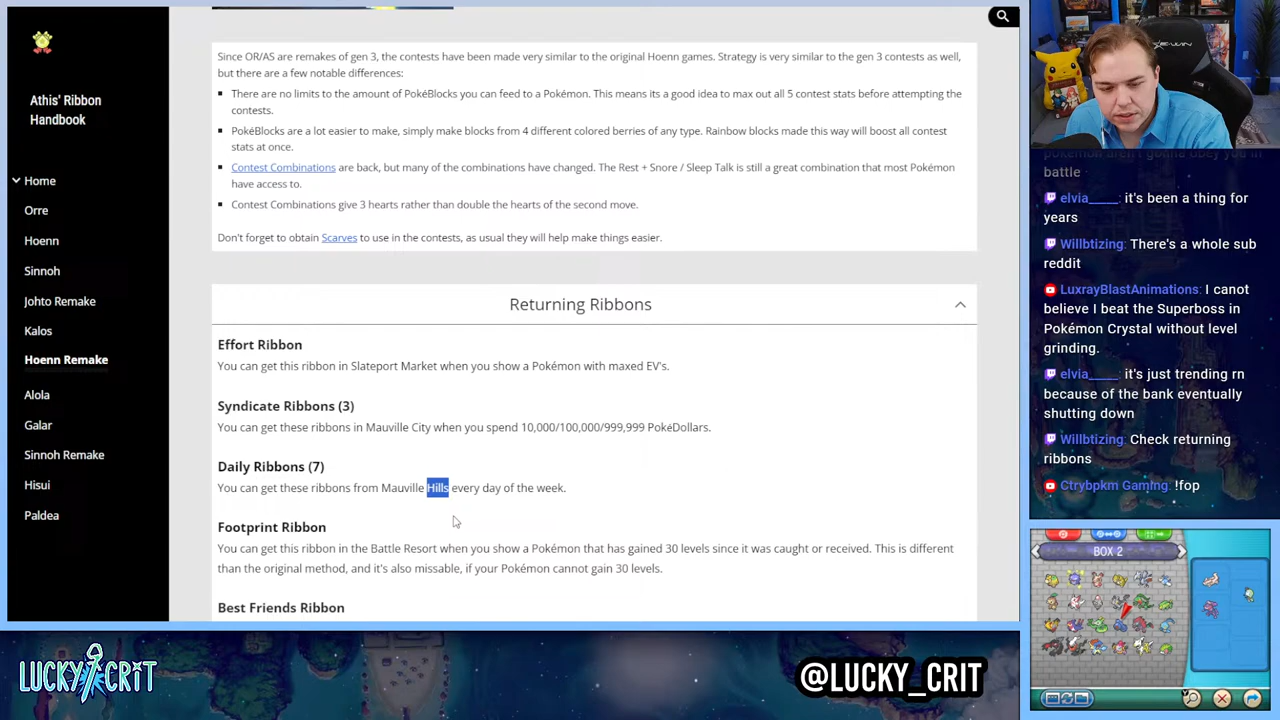 Athis' Ribbon
Handbook
Home
Orre
Hoenn
Sinnoh
Johto Remake
Kalos
Hoenn Remake
Alola
Galar
Sinnoh Remake
Hisui
Paldea
Since OR/AS are remakes of gen 3, the contests have been made very similar to the original Hoenn games. Strategy is very similar to the gen 3 contests as well,
but there are a few notable differences:
There are no limits to the amount of PokéBlocks you can feed to a Pokémon. This means its a good idea to max out all 5 contest stats before attempting the
contests.
PokéBlocks are a lot easier to make, simply make blocks from 4 different colored berries of any type. Rainbow blocks made this way will boost all contest
stats at once.
Contest Combinations are back, but many of the combinations have changed. The Rest + Snore / Sleep Talk is still a great combination that most Pokémon
have access to.
Contest Combinations give 3 hearts rather than double the hearts of the second move.
Don't forget to obtain Scarves to use in the contests, as usual they will help make things easier.
Returning Ribbons
Effort Ribbon
You can get this ribbon in Slateport Market when you show a Pokémon with maxed EV's.
Syndicate Ribbons (3)
You can get these ribbons in Mauville City when you spend 10,000/100,000/999,999 PokéDollars.
Daily Ribbons (7)
You can get these ribbons from Mauville Hills every day of the week.
Footprint Ribbon
You can get this ribbon in the Battle Resort when you show a Pokémon that has gained 30 levels since it was caught or received. This is different
than the original method, and it's also missable, if your Pokémon cannot gain 30 levels.
Best Friends Ribbon
pokemon aren't gonna obey you in
battle
elvia_____: it's been a thing for
years
Willbtizing: There's a whole sub
reddit
LuxrayBlastAnimations: I canot
believe I beat the Superboss in
Pokémon Crystal without level
grinding.
elvia_____: it's just trending rn
because of the bank eventually
shutting down
Willbtizing: Check returning
ribbons
Ctrybpkm Gaming: !fop
BOX 2
LUCKY CRIT
@LUCKY_CRIT